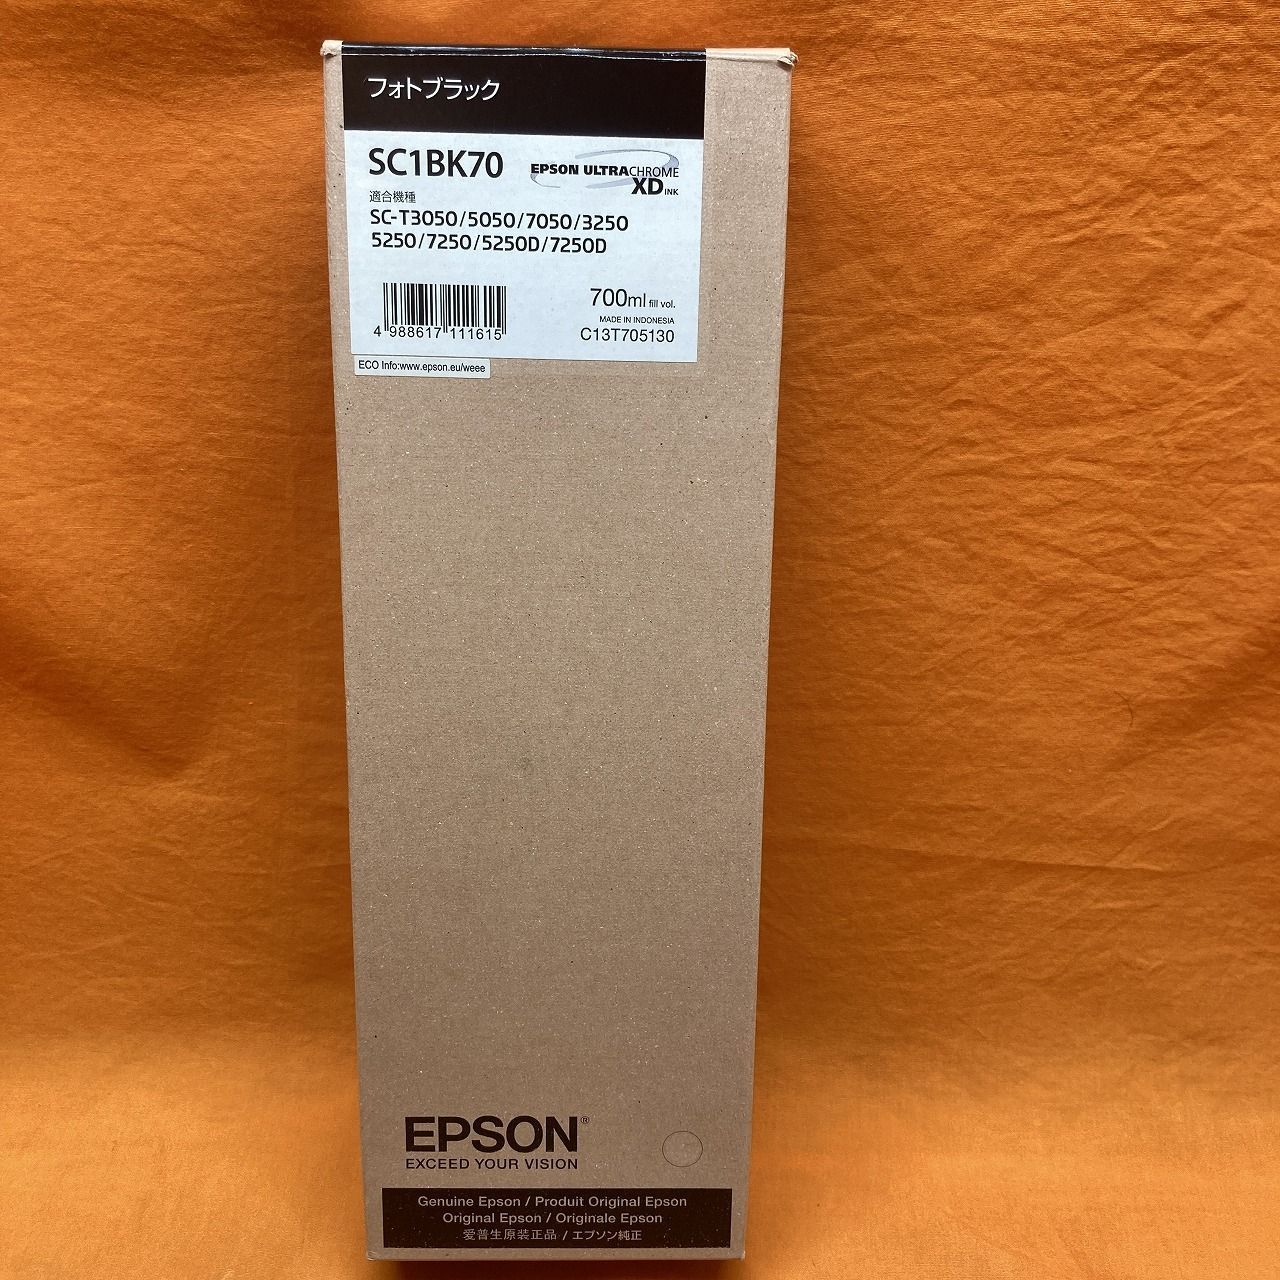 フォトブラック
SC1BK70
EPSON ULTRACHROME
XD INK
適合機種
SC-T3050/5050/7050/3250
5250/7250/5250D/7250D
700ml fill vol.
MADE IN INDONESIA
4 988617 111615
C13T705130
ECO Info:www.epson.eu/weee
EPSON®
EXCEED YOUR VISION
Genuine Epson / Produit Original Epson
Original Epson / Originale Epson
爱普生原装正品 / エプソン純正